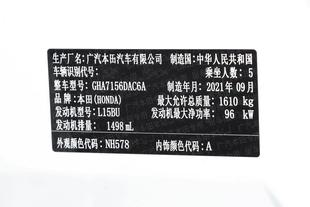 生产厂名：广汽本田汽车有限公司 制造国：中华人民共和国
车辆识别代号： 乘坐人数：5
整车型号：GHA7156DAC6A 制造年月：2021年09月
品牌：本田(HONDA) 最大允许总质量：1610 kg
发动机型号：L15BU 发动机最大净功率：96 kW
发动机排量：1498 mL
外观颜色代码：NH578 内饰颜色代码：A